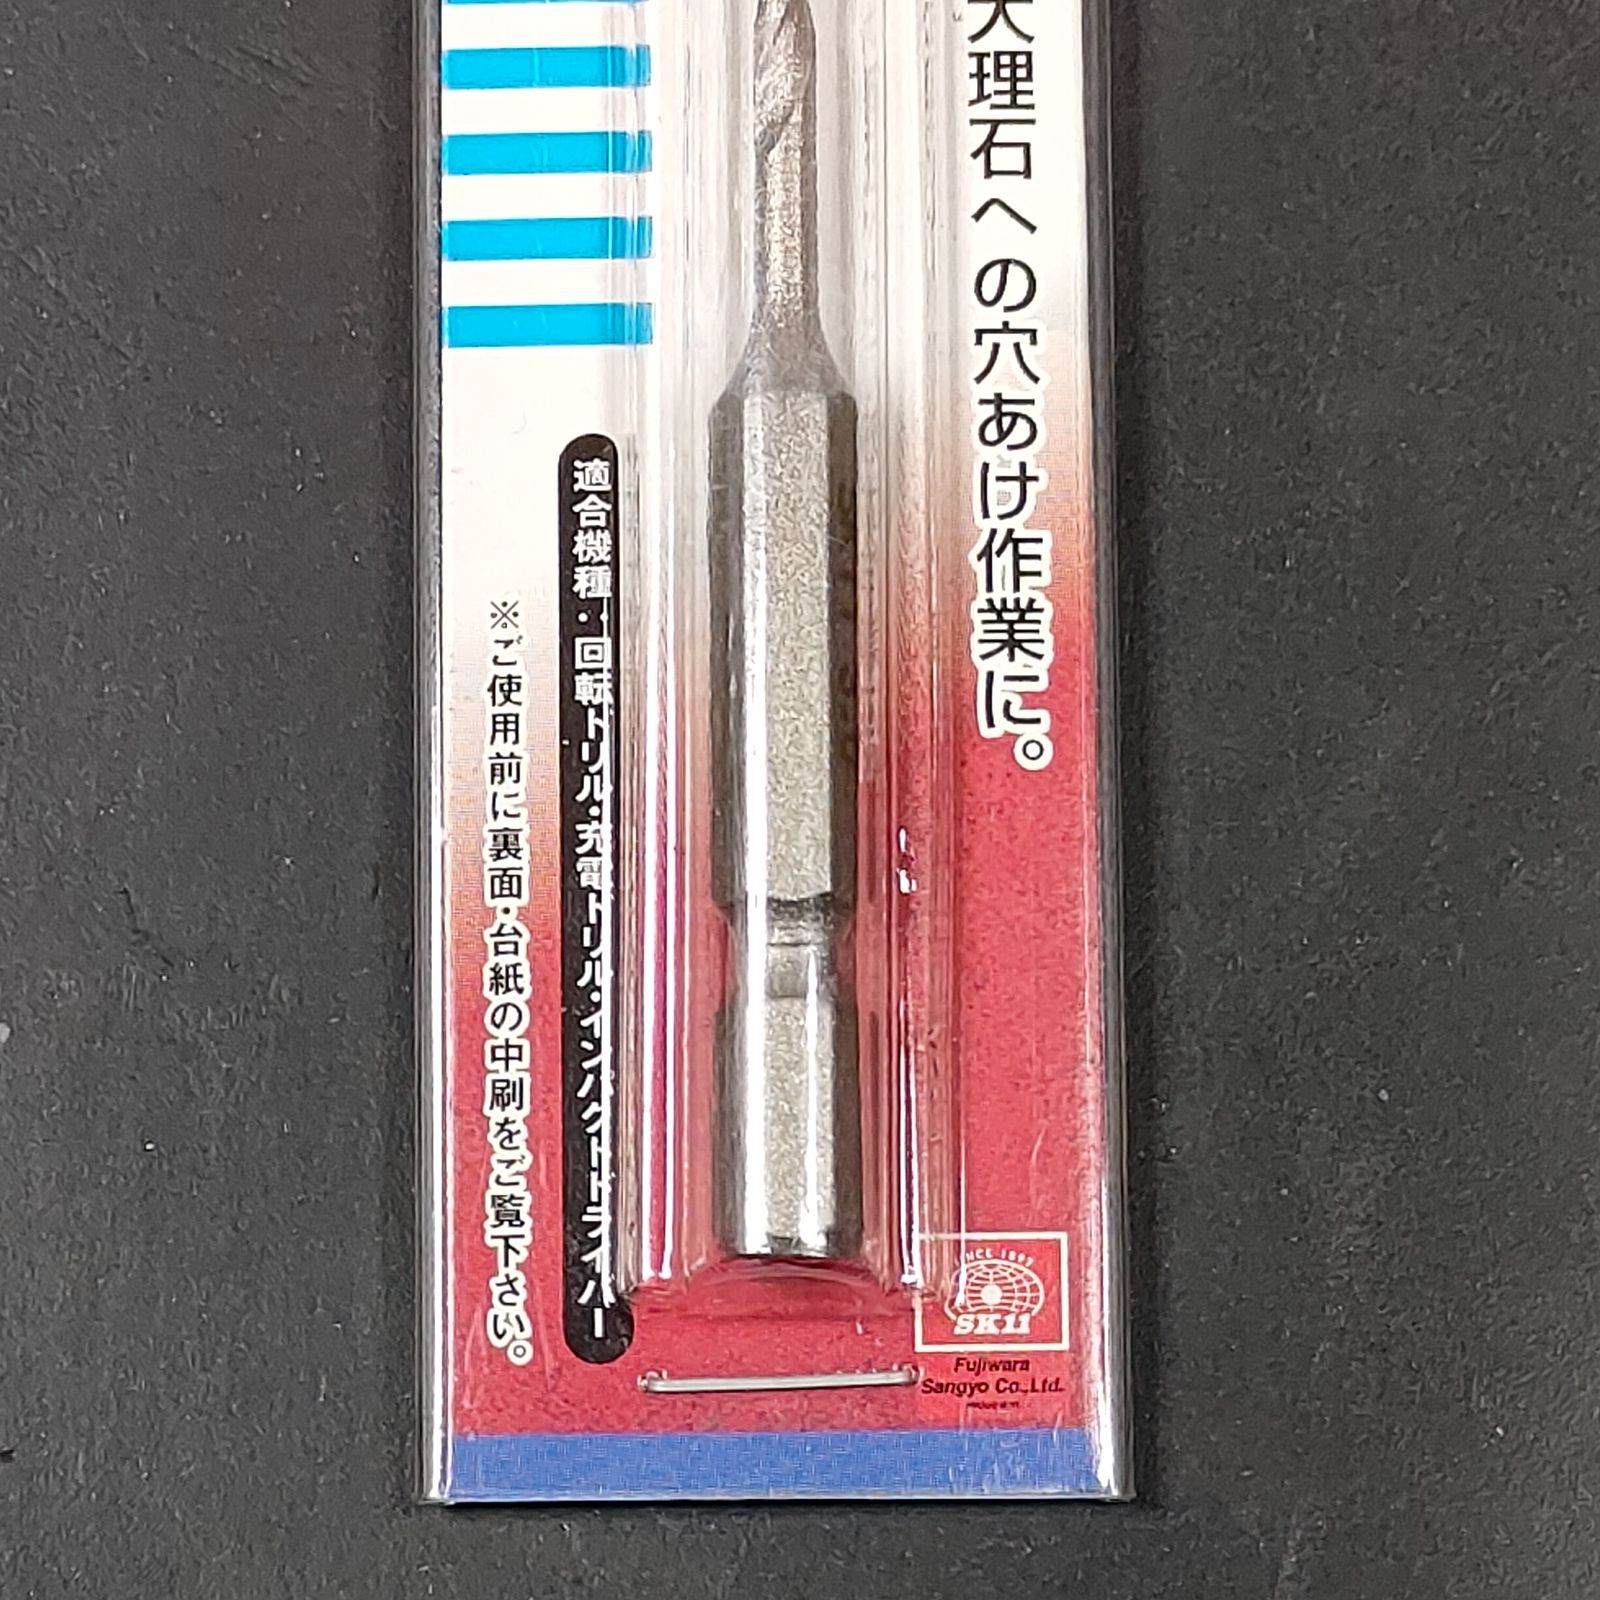 大理石への穴あけ作業に。
適合機種：回転ドリル・充電ドリル・インパクトドライバー
※ご使用前に裏面・台紙の中刷をご覧下さい。
SINCE 1892
SK11
Fujiwara
Sangyo Co.,Ltd.